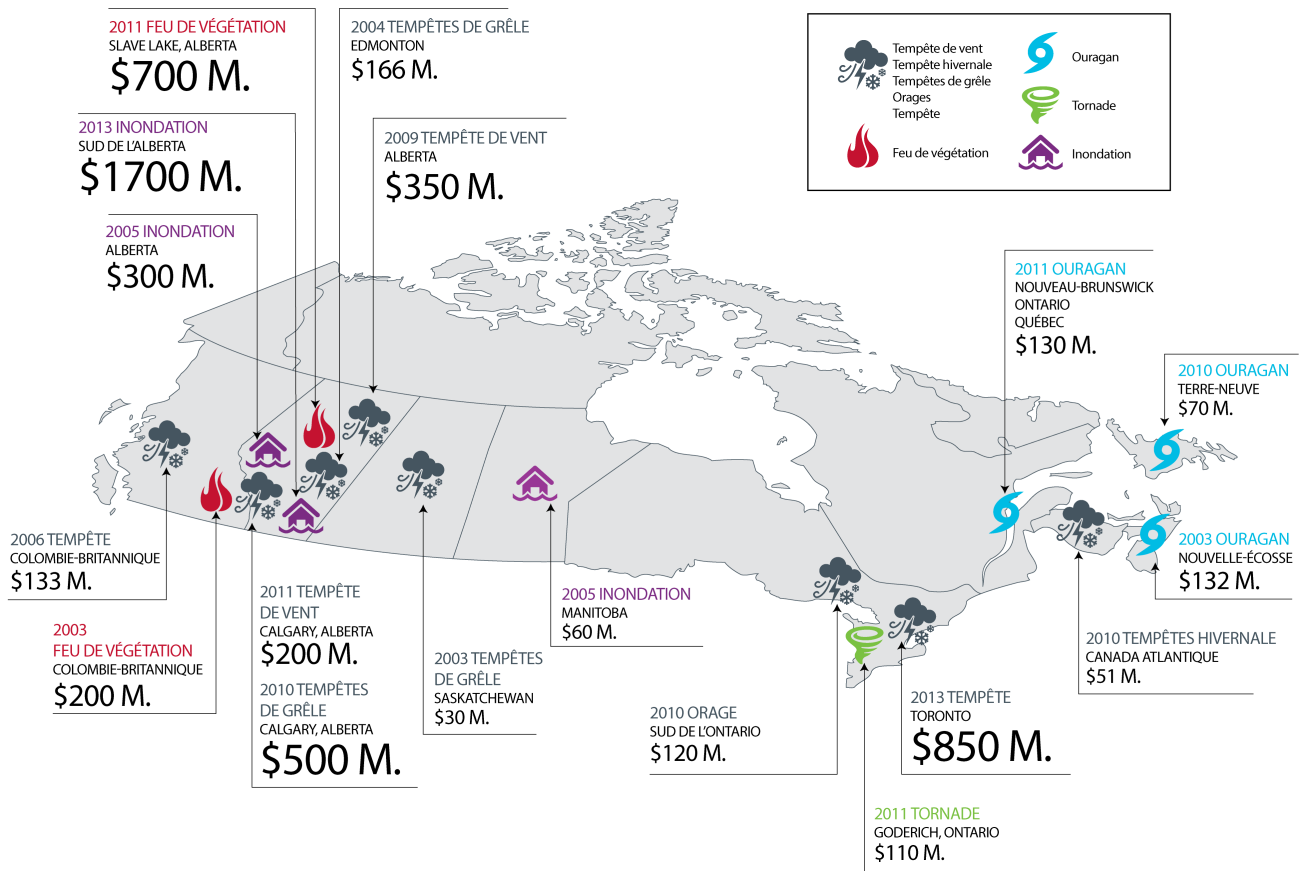 2011 FEU DE VÉGÉTATION
SLAVE LAKE, ALBERTA
$700 M.
2004 TEMPÊTES DE GRÊLE
EDMONTON
$166 M.
2013 INONDATION
SUD DE L'ALBERTA
$1700 M.
2009 TEMPÊTE DE VENT
ALBERTA
$350 M.
2005 INONDATION
ALBERTA
$300 M.
Tempête de vent
Tempête hivernale
Tempêtes de grêle
Orages
Tempête
Feu de végétation
Ouragan
Tornade
Inondation
2011 OURAGAN
NOUVEAU-BRUNSWICK
ONTARIO
QUÉBEC
$130 M.
2010 OURAGAN
TERRE-NEUVE
$70 M.
2006 TEMPÊTE
COLOMBIE-BRITANNIQUE
$133 M.
2003
FEU DE VÉGÉTATION
COLOMBIE-BRITANNIQUE
$200 M.
2011 TEMPÊTE
DE VENT
CALGARY, ALBERTA
$200 M.
2010 TEMPÊTES
DE GRÊLE
CALGARY, ALBERTA
$500 M.
2003 TEMPÊTES
DE GRÊLE
SASKATCHEWAN
$30 M.
2005 INONDATION
MANITOBA
$60 M.
2010 ORAGE
SUD DE L'ONTARIO
$120 M.
2013 TEMPÊTE
TORONTO
$850 M.
2011 TORNADE
GODERICH, ONTARIO
$110 M.
2003 OURAGAN
NOUVELLE-ÉCOSSE
$132 M.
2010 TEMPÊTES HIVERNALE
CANADA ATLANTIQUE
$51 M.